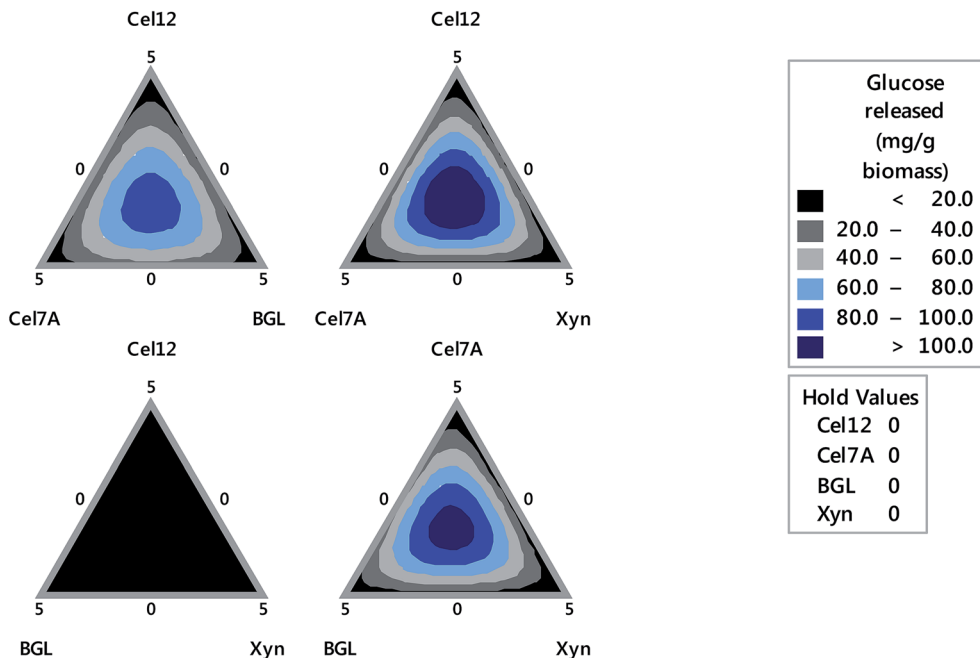 Cel12
5
0 0
5 0 5
Cel7A BGL
Cel12
5
0 0
5 0 5
Cel7A Xyn
Cel12
5
0 0
5 0 5
BGL Xyn
Cel7A
5
0 0
5 0 5
BGL Xyn
Glucose
released
(mg/g
biomass)
< 20.0
20.0 – 40.0
40.0 – 60.0
60.0 – 80.0
80.0 – 100.0
> 100.0
Hold Values
Cel12 0
Cel7A 0
BGL 0
Xyn 0